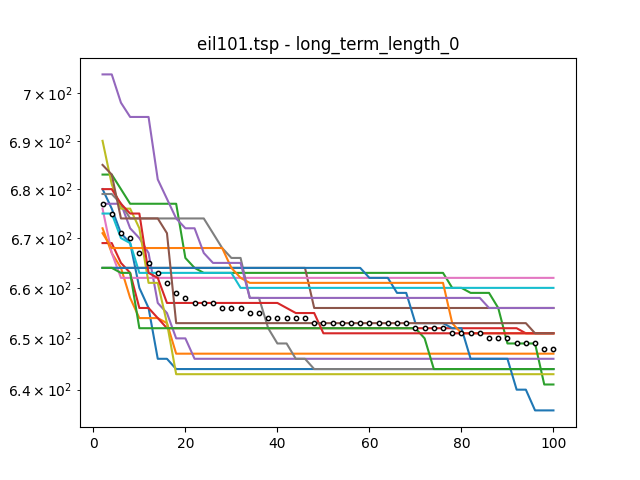 eil101.tsp - long_term_length_0
7 × 10²
6.9 × 10²
6.8 × 10²
6.7 × 10²
6.6 × 10²
6.5 × 10²
6.4 × 10²
0 20 40 60 80 100